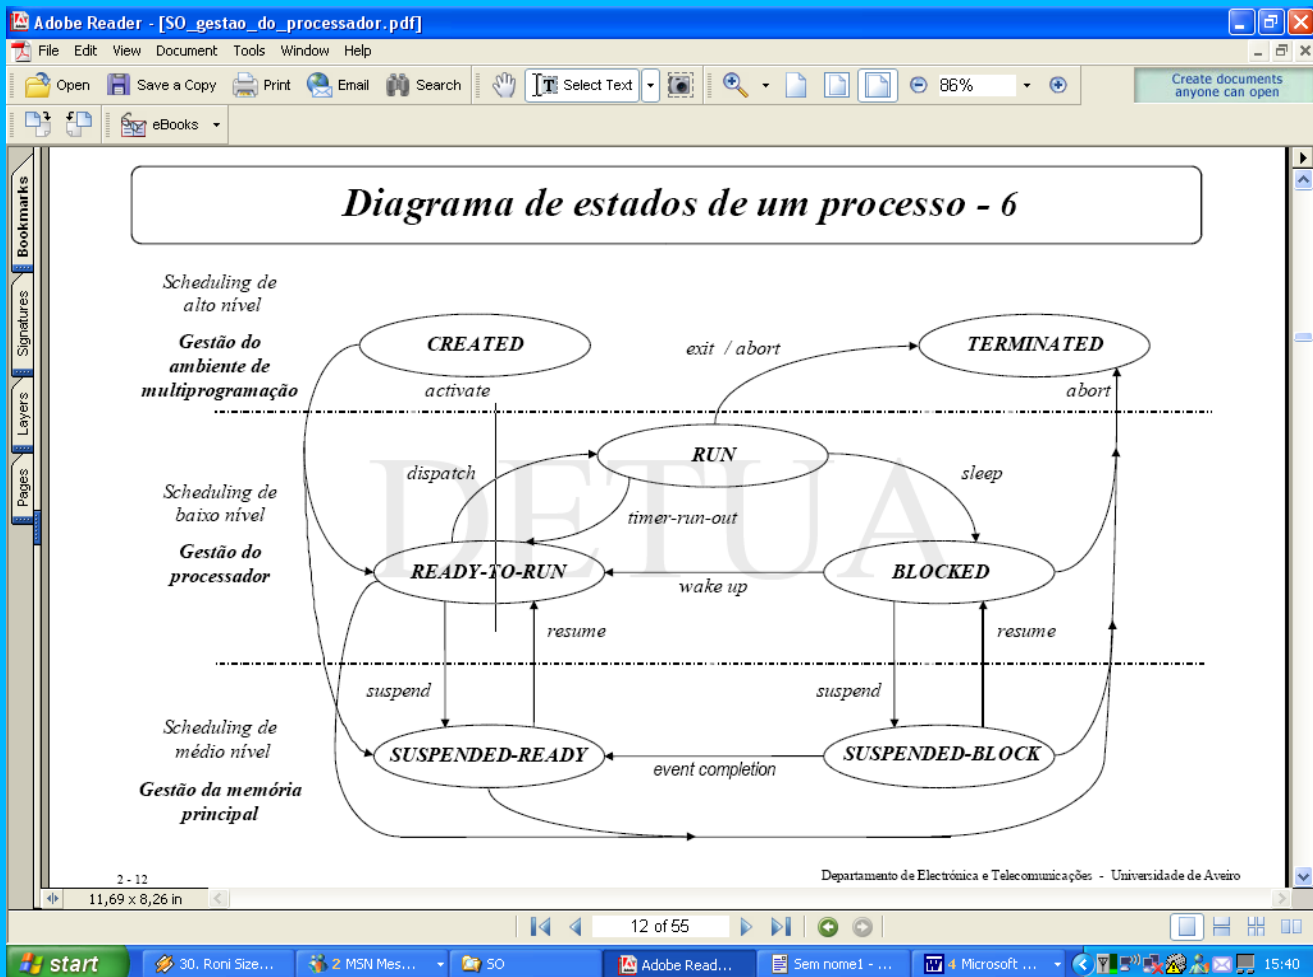 Adobe Reader - [SO_gestao_do_processador.pdf]
File Edit View Document Tools Window Help
Open Save a Copy Print Email Search Select Text 86%
Create documents
anyone can open
eBooks
Bookmarks
Signatures
Layers
Pages
Diagrama de estados de um processo - 6
Scheduling de
alto nível
Gestão do
ambiente de
multiprogramação
CREATED
activate
exit / abort
TERMINATED
abort
RUN
dispatch
sleep
timer-run-out
Scheduling de
baixo nível
Gestão do
processador
READY-TO-RUN
wake up
BLOCKED
DETUA
resume
resume
suspend
suspend
Scheduling de
médio nível
Gestão da memória
principal
SUSPENDED-READY
event completion
SUSPENDED-BLOCK
2 - 12
Departamento de Electrónica e Telecomunicações - Universidade de Aveiro
11,69 x 8,26 in
12 of 55
start 30. Roni Size... 2 MSN Mes... SO Adobe Read... Sem nome1 - ... 4 Microsoft ... 15:40